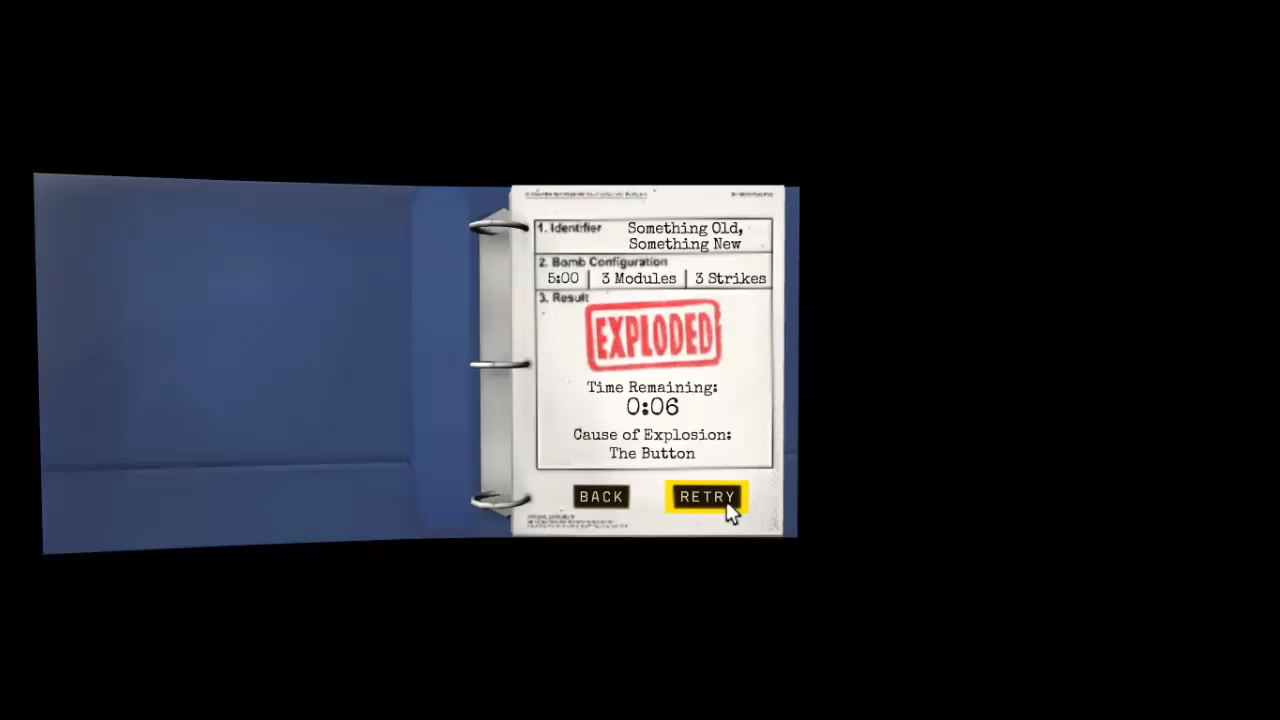 1. Identifier
Something Old,
Something New
2. Bomb Configuration
5:00 | 3 Modules | 3 Strikes
3. Result
EXPLODED
Time Remaining:
0:06
Cause of Explosion:
The Button
BACK
RETRY